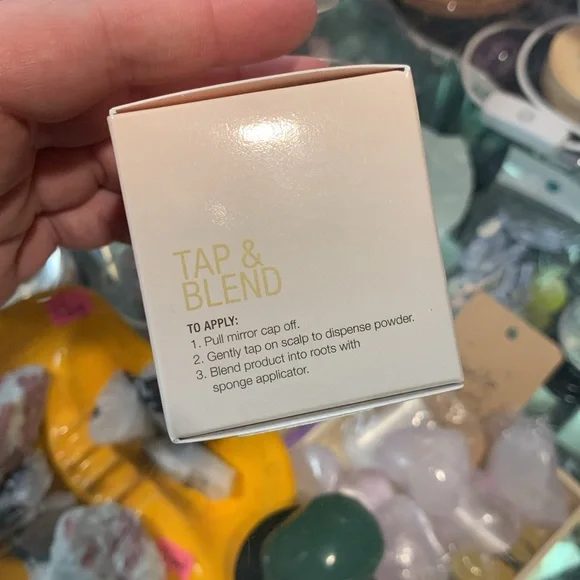 TAP &
BLEND
TO APPLY:
1. Pull mirror cap off.
2. Gently tap on scalp to dispense powder.
3. Blend product into roots with
sponge applicator.